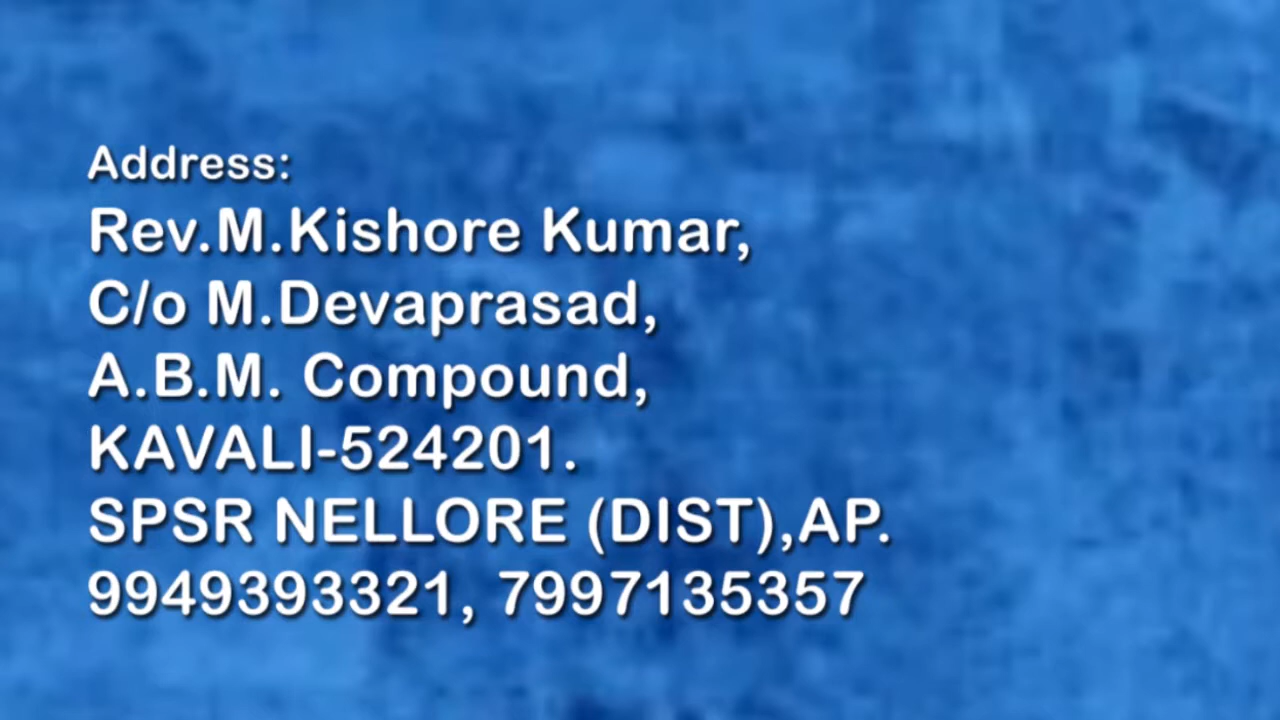 Address:
Rev.M.Kishore Kumar,
C/o M.Devaprasad,
A.B.M. Compound,
KAVALI-524201.
SPSR NELLORE (DIST),AP.
9949393321, 7997135357